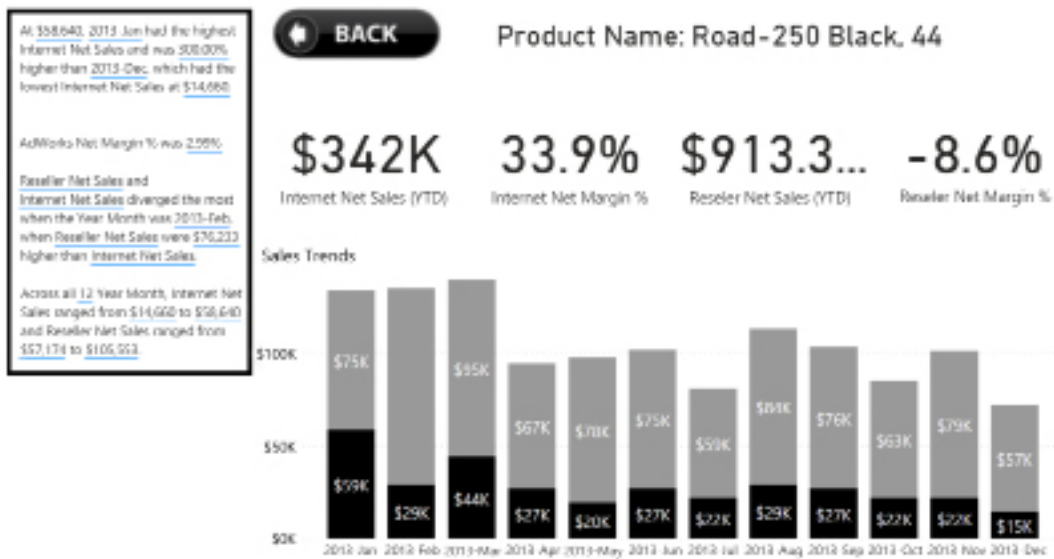 At $58,640, 2013 Jan had the highest
Internet Net Sales and was 300.00%
higher than 2013-Dec, which had the
lowest Internet Net Sales at $14,660.
AdWorks Net Margin % was 2.99%.
Reseller Net Sales and
Internet Net Sales diverged the most
when the Year Month was 2013-Feb,
when Reseller Net Sales were $76,233
higher than Internet Net Sales.
Across all 12 Year Month, Internet Net
Sales ranged from $14,660 to $58,640
and Reseller Net Sales ranged from
$57,174 to $105,553.
BACK
Product Name: Road-250 Black, 44
$342K 33.9% $913.3... -8.6%
Internet Net Sales (YTD) Internet Net Margin % Reseler Net Sales (YTD) Reseler Net Margin %
Sales Trends
$100K
$50K
$0K
$75K $95K $67K $78K $75K $59K $84K $76K $63K $79K $57K
$59K $29K $44K $27K $20K $27K $22K $29K $27K $22K $22K $15K
2013 Jan 2013 Feb 2013-Mar 2013 Apr 2013-May 2013 Jun 2013 Jul 2013 Aug 2013 Sep 2013-Oct 2013 Nov 2013-Dec